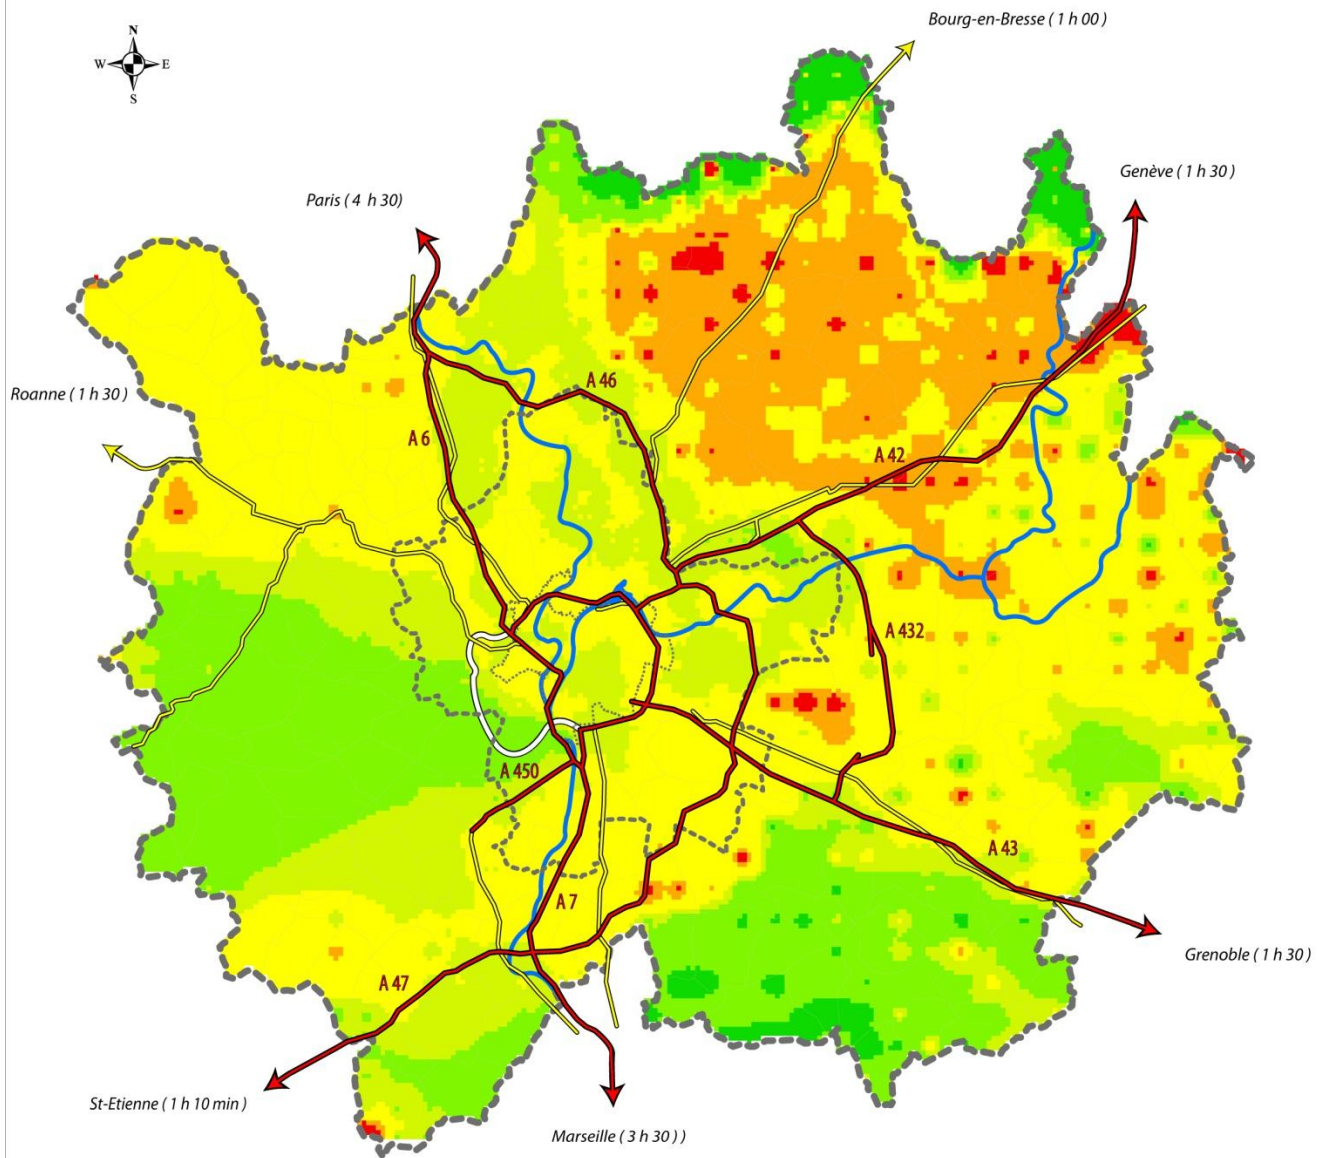 Bourg-en-Bresse ( 1 h 00 )
N
W
E
S
Genève ( 1 h 30 )
Paris ( 4 h 30)
Roanne ( 1 h 30 )
A 46
A 6
A 42
A 432
A 450
A 43
A 7
A 47
Grenoble ( 1 h 30 )
St-Etienne ( 1 h 10 min )
Marseille ( 3 h 30 ) )